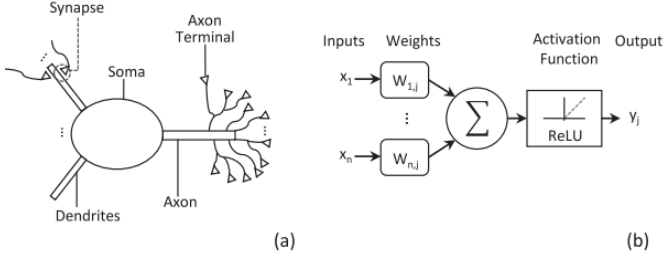 Synapse
Axon
Terminal
Soma
⋮
⋮
...
Dendrites
Axon
(a)
Inputs
Weights
Activation
Function
Output
x1
W1,j
⋮
xn
Wn,j
Σ
ReLU
yj
(b)